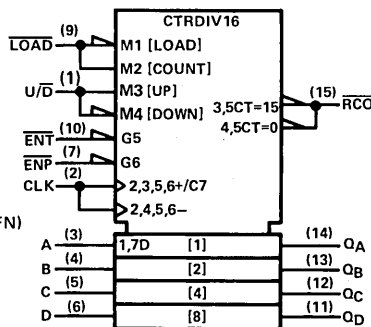 CTRDIV16
LOAD (9) M1 [LOAD]
M2 [COUNT]
U/D (1) M3 [UP] 3,5CT=15 (15) RCO
M4 [DOWN] 4,5CT=0
ENT (10) G5
ENP (7) G6
CLK (2) 2,3,5,6+/C7
2,4,5,6−
FN)
A (3) 1,7D [1] (14) QA
B (4) [2] (13) QB
C (5) [4] (12) QC
D (6) [8] (11) QD